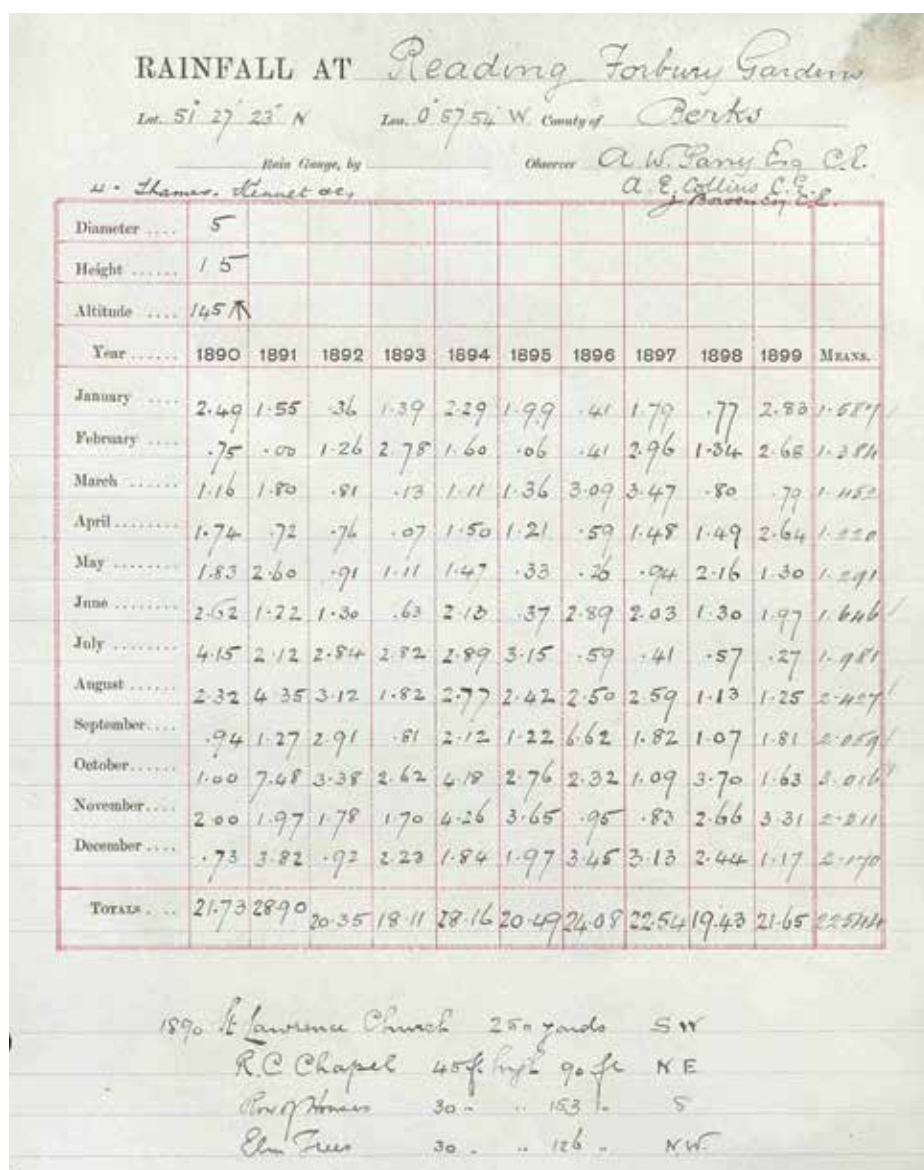 RAINFALL AT Reading Forbury Gardens
Lat. 51° 27' 23" N Lon. 0° 57' 54" W. County of Berks
Rain Gauge, by Observer A. W. Parry Esq C.E.
4. Thames. Kennet &c, A. E. Collins C.E.
J Bowen Esq C.E.
Diameter .... 5
Height ...... 1 5
Altitude .... 145
Year ...... 1890 1891 1892 1893 1894 1895 1896 1897 1898 1899 MEANS.
January .... 2.49 1.55 .36 1.39 2.29 1.99 .41 1.79 .77 2.83 1.587
February .... .75 .00 1.26 2.78 1.60 .06 .41 2.96 1.34 2.68 1.384
March ...... 1.16 1.80 .81 .13 1.11 1.36 3.09 3.47 .80 .79 1.452
April ........ 1.74 .72 .76 .07 1.50 1.21 .59 1.48 1.49 2.64 1.220
May ........ 1.83 2.60 .91 1.11 1.47 .33 .26 .94 2.16 1.30 1.291
June ........ 2.62 1.22 1.30 .63 2.13 .37 2.89 2.03 1.30 1.97 1.646
July ........ 4.15 2.12 2.84 2.82 2.89 3.15 .59 .41 .57 .27 1.981
August ...... 2.32 4.35 3.12 1.82 2.77 2.42 2.50 2.59 1.13 1.25 2.427
September.... .94 1.27 2.91 .81 2.12 1.22 6.62 1.82 1.07 1.81 2.059
October...... 1.00 7.48 3.38 2.62 4.18 2.76 2.32 1.09 3.70 1.63 3.016
November.... 2.00 1.97 1.78 1.70 4.26 3.65 .95 .83 2.66 3.31 2.311
December .... .73 3.82 .92 2.23 1.84 1.97 3.45 3.13 2.44 1.17 2.170
TOTALS .... 21.73 28.90 20.35 18.11 28.16 20.49 24.08 22.54 19.43 21.65 22.544
1890 St Lawrence Church 250 yards S W
R.C Chapel 45 ft. high 90 ft N E
Row of Houses 30 " " 153 " S
Elm Trees 30 " " 126 " N.W.